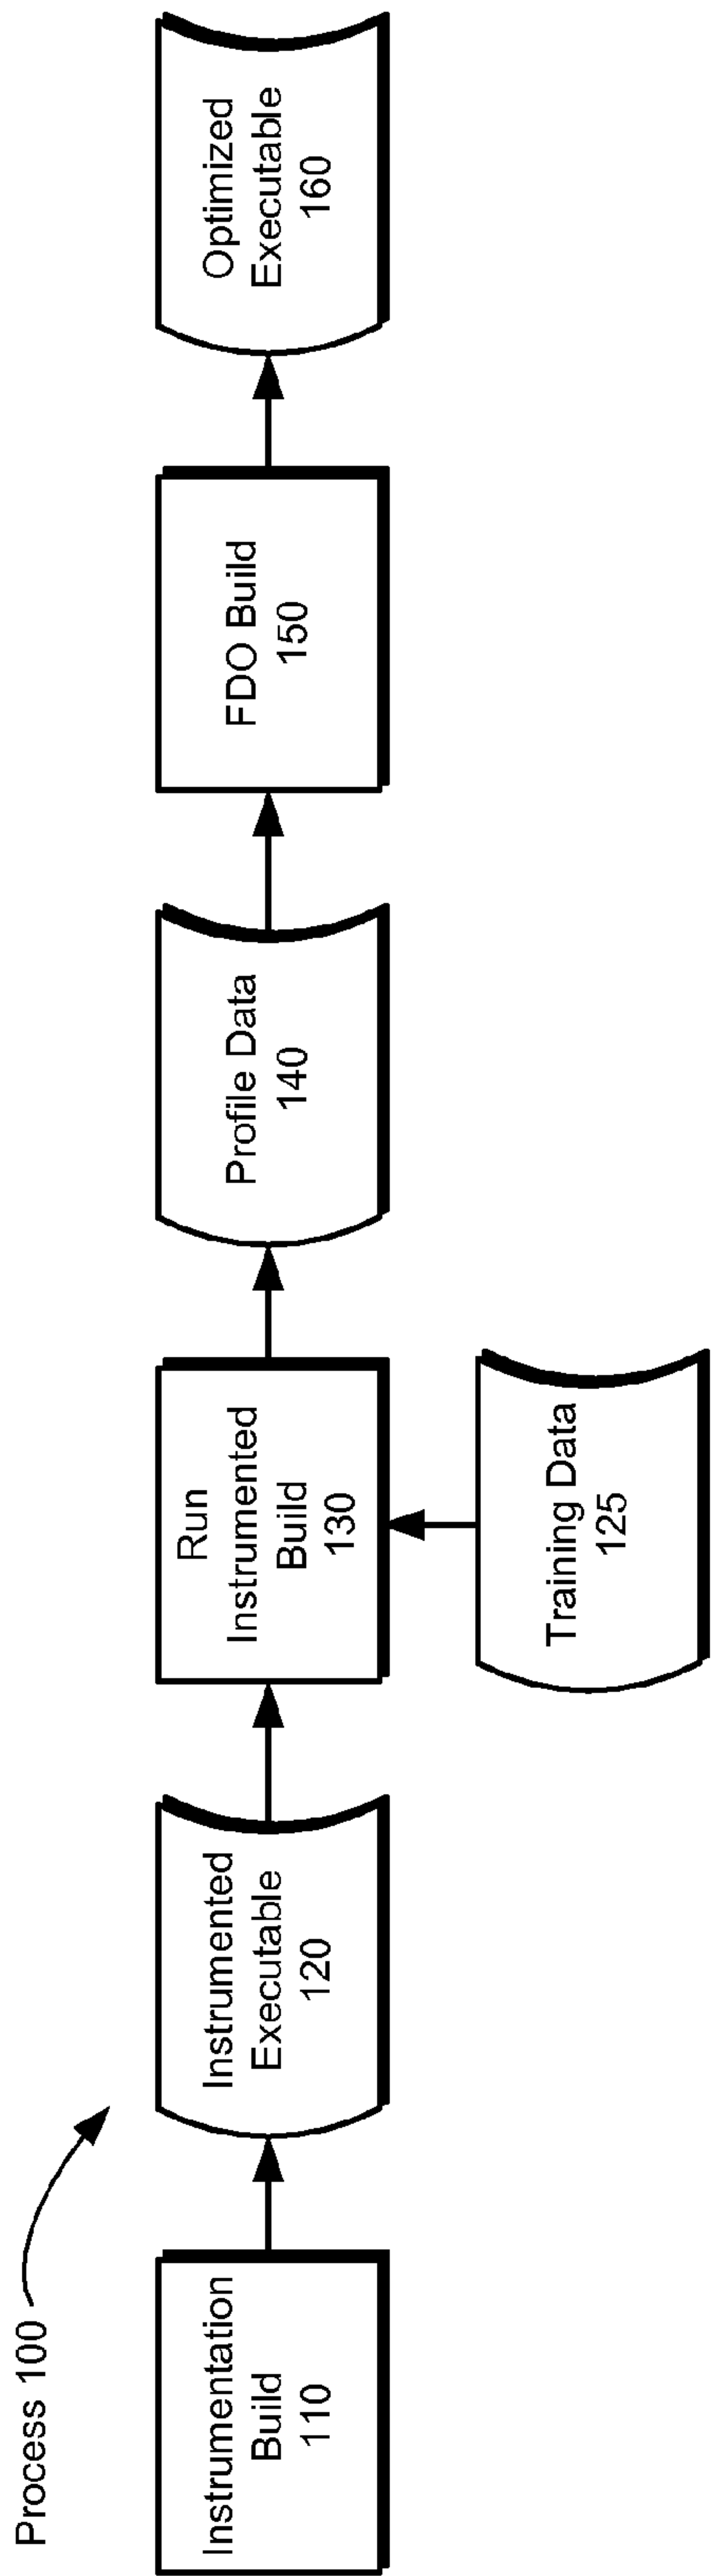 Process 100
Instrumentation
Build
110
Instrumented
Executable
120
Run
Instrumented
Build
130
Training Data
125
Profile Data
140
FDO Build
150
Optimized
Executable
160